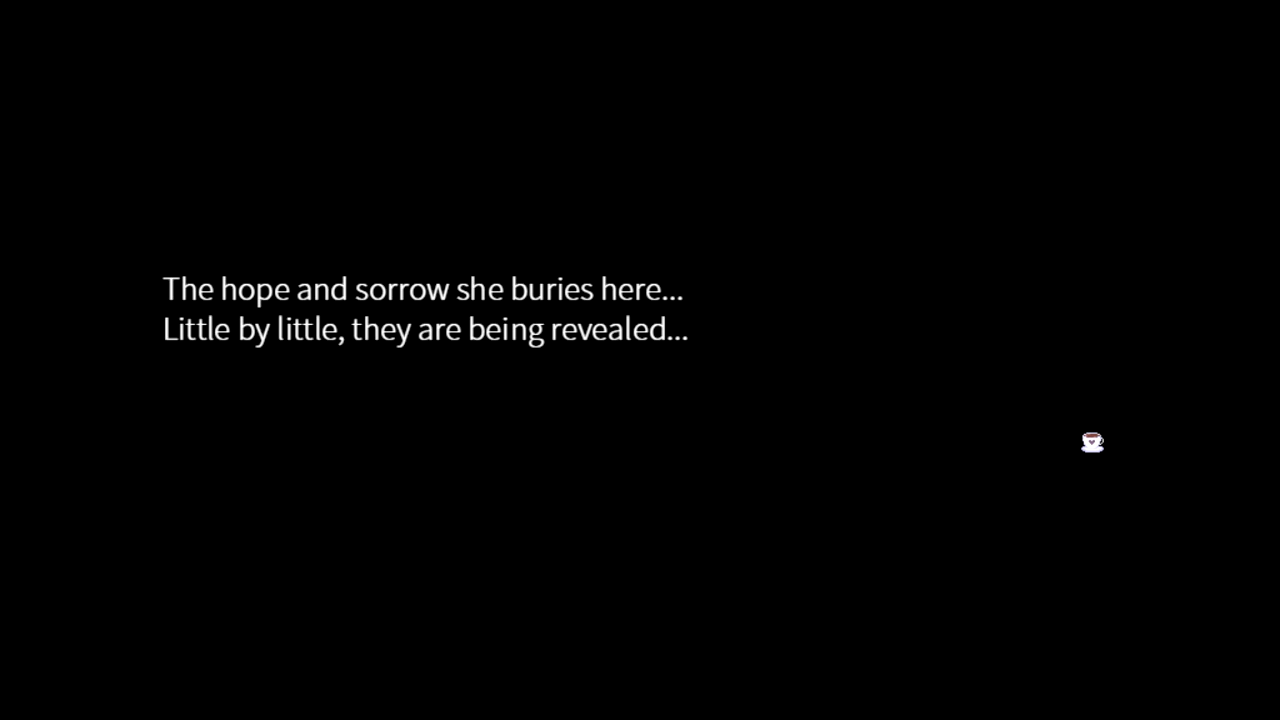 The hope and sorrow she buries here...
Little by little, they are being revealed...